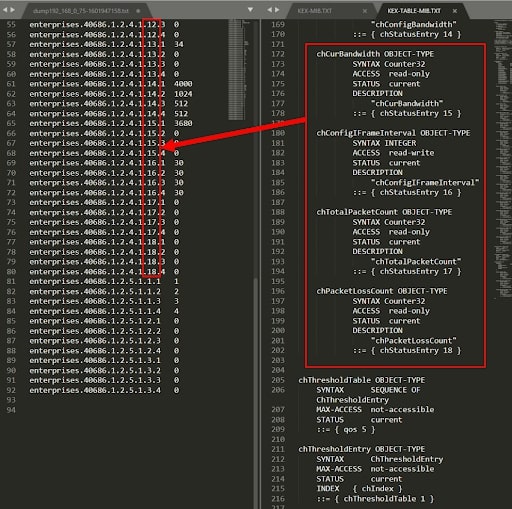 dump192_168_0_75-1601947158.txt
55 enterprises.40686.1.2.4.1.12.3 0
56 enterprises.40686.1.2.4.1.12.4 0
57 enterprises.40686.1.2.4.1.13.1 34
58 enterprises.40686.1.2.4.1.13.2 0
59 enterprises.40686.1.2.4.1.13.3 0
60 enterprises.40686.1.2.4.1.13.4 0
61 enterprises.40686.1.2.4.1.14.1 4000
62 enterprises.40686.1.2.4.1.14.2 1024
63 enterprises.40686.1.2.4.1.14.3 512
64 enterprises.40686.1.2.4.1.14.4 512
65 enterprises.40686.1.2.4.1.15.1 3680
66 enterprises.40686.1.2.4.1.15.2 0
67 enterprises.40686.1.2.4.1.15.3 0
68 enterprises.40686.1.2.4.1.15.4 0
69 enterprises.40686.1.2.4.1.16.1 30
70 enterprises.40686.1.2.4.1.16.2 30
71 enterprises.40686.1.2.4.1.16.3 30
72 enterprises.40686.1.2.4.1.16.4 30
73 enterprises.40686.1.2.4.1.17.1 0
74 enterprises.40686.1.2.4.1.17.2 0
75 enterprises.40686.1.2.4.1.17.3 0
76 enterprises.40686.1.2.4.1.17.4 0
77 enterprises.40686.1.2.4.1.18.1 0
78 enterprises.40686.1.2.4.1.18.2 0
79 enterprises.40686.1.2.4.1.18.3 0
80 enterprises.40686.1.2.4.1.18.4 0
81 enterprises.40686.1.2.5.1.1.1 1
82 enterprises.40686.1.2.5.1.1.2 2
83 enterprises.40686.1.2.5.1.1.3 3
84 enterprises.40686.1.2.5.1.1.4 4
85 enterprises.40686.1.2.5.1.2.1 0
86 enterprises.40686.1.2.5.1.2.2 0
87 enterprises.40686.1.2.5.1.2.3 0
88 enterprises.40686.1.2.5.1.2.4 0
89 enterprises.40686.1.2.5.1.3.1 0
90 enterprises.40686.1.2.5.1.3.2 0
91 enterprises.40686.1.2.5.1.3.3 0
92 enterprises.40686.1.2.5.1.3.4 0
93
94
KEX-MIB.TXT KEX-TABLE-MIB.TXT
169 "chConfigBandwidth"
170 ::= { chStatusEntry 14 }
171
172 chCurBandwidth OBJECT-TYPE
173 SYNTAX Counter32
174 ACCESS read-only
175 STATUS current
176 DESCRIPTION
177 "chCurBandwidth"
178 ::= { chStatusEntry 15 }
179
180 chConfigIFrameInterval OBJECT-TYPE
181 SYNTAX INTEGER
182 ACCESS read-write
183 STATUS current
184 DESCRIPTION
185 "chConfigIFrameInterval"
186 ::= { chStatusEntry 16 }
187
188 chTotalPacketCount OBJECT-TYPE
189 SYNTAX Counter32
190 ACCESS read-only
191 STATUS current
192 DESCRIPTION
193 "chTotalPacketCount"
194 ::= { chStatusEntry 17 }
195
196 chPacketLossCount OBJECT-TYPE
197 SYNTAX Counter32
198 ACCESS read-only
199 STATUS current
200 DESCRIPTION
201 "chPacketLossCount"
202 ::= { chStatusEntry 18 }
203
204
205 chThresholdTable OBJECT-TYPE
206 SYNTAX SEQUENCE OF
ChThresholdEntry
207 MAX-ACCESS not-accessible
208 STATUS current
209 ::= { qos 5 }
210
211 chThresholdEntry OBJECT-TYPE
212 SYNTAX ChThresholdEntry
213 MAX-ACCESS not-accessible
214 STATUS current
215 INDEX { chIndex }
216 ::= { chThresholdTable 1 }